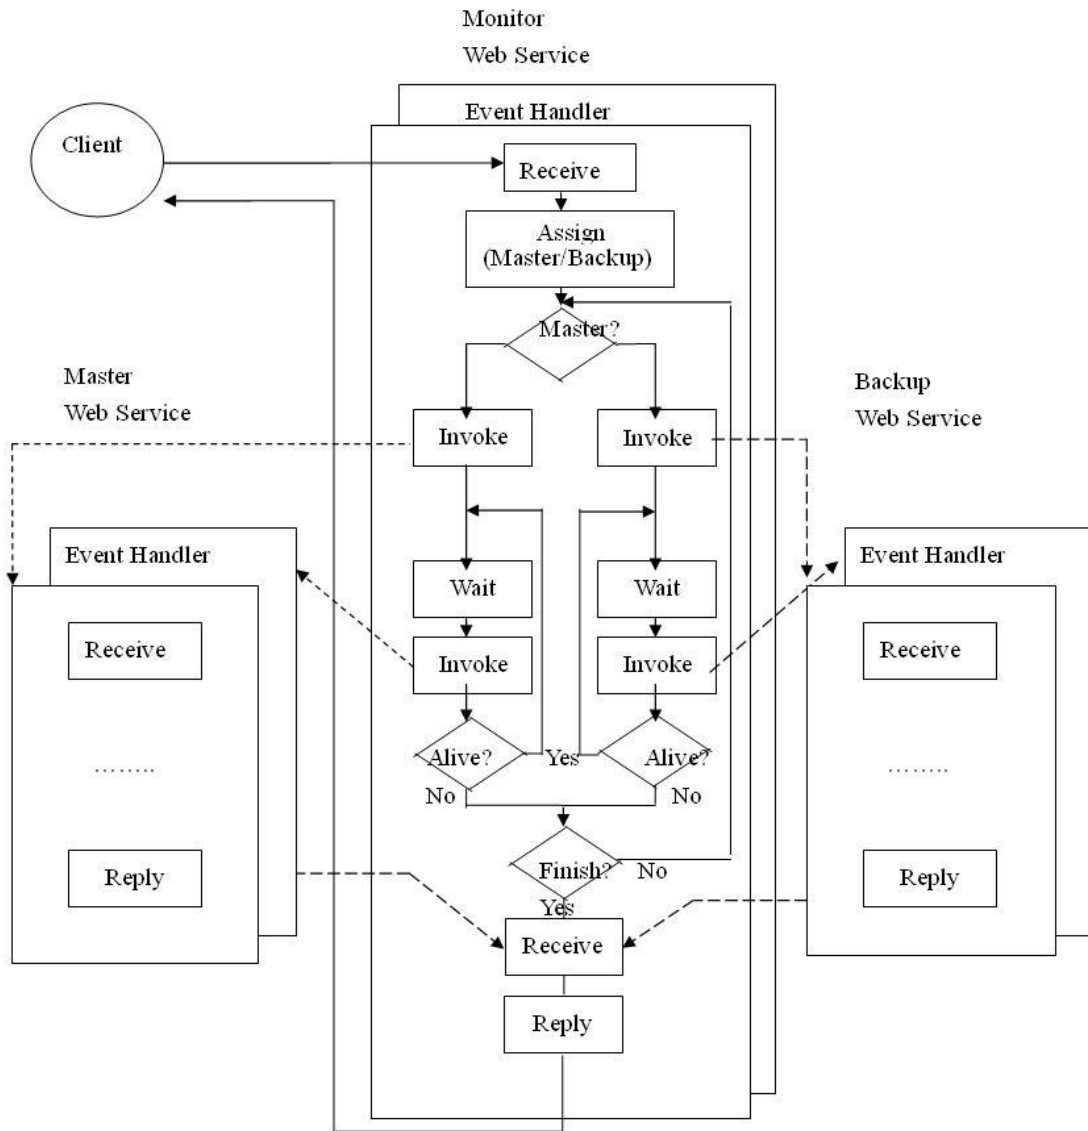 Monitor
Web Service
Event Handler
Client
Receive
Assign
(Master/Backup)
Master?
Master
Web Service
Backup
Web Service
Invoke
Invoke
Event Handler
Event Handler
Wait
Wait
Receive
Invoke
Invoke
Receive
Alive?
Yes
Alive?
........
........
No
No
Finish?
No
Reply
Reply
Yes
Receive
Reply